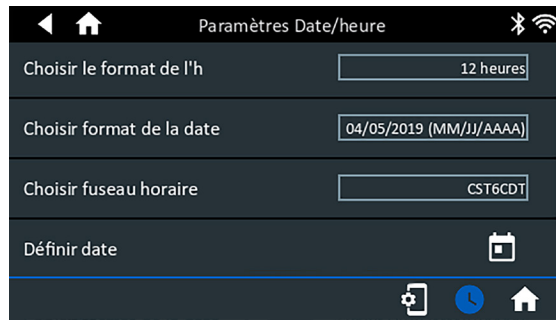 Paramètres Date/heure
Choisir le format de l'h
12 heures
Choisir format de la date
04/05/2019 (MM/JJ/AAAA)
Choisir fuseau horaire
CST6CDT
Définir date